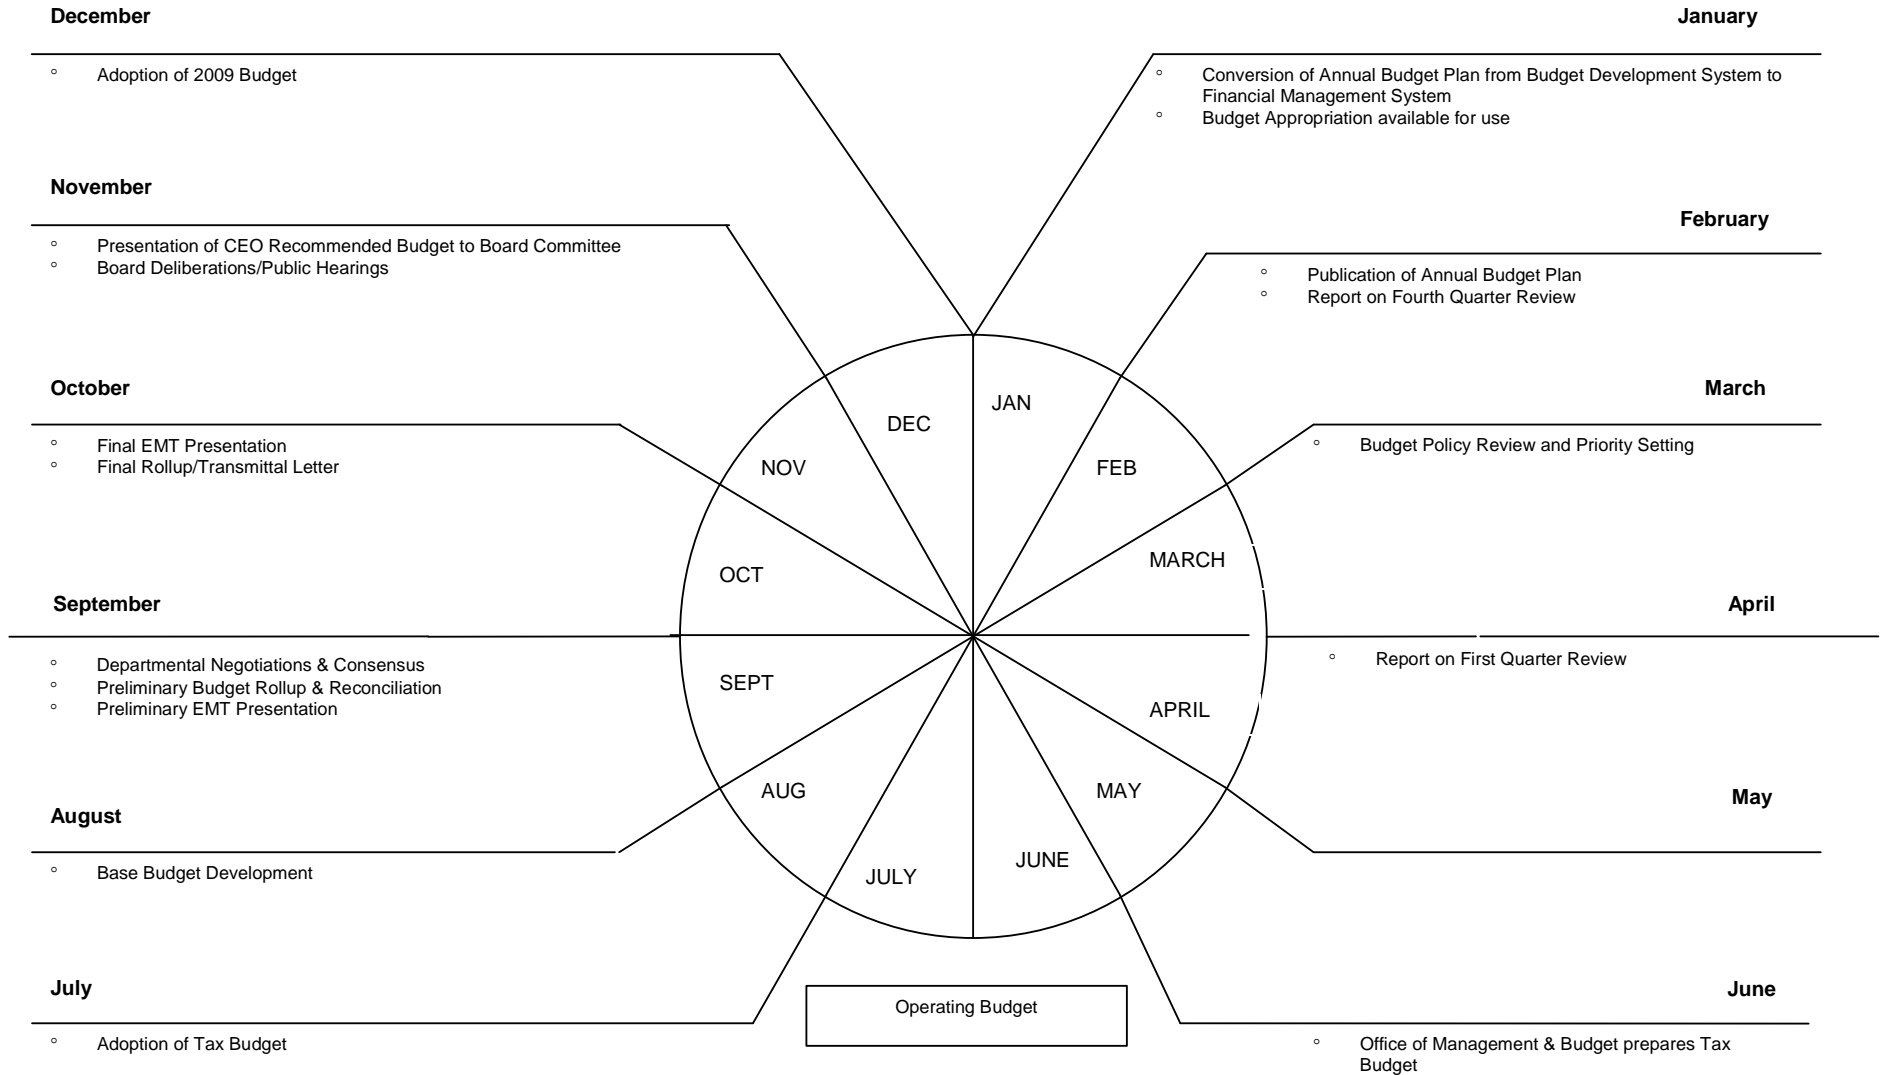 December
Adoption of 2009 Budget
November
Presentation of CEO Recommended Budget to Board Committee
Board Deliberations/Public Hearings
October
Final EMT Presentation
Final Rollup/Transmittal Letter
September
Departmental Negotiations & Consensus
Preliminary Budget Rollup & Reconciliation
Preliminary EMT Presentation
August
Base Budget Development
July
Adoption of Tax Budget
January
Conversion of Annual Budget Plan from Budget Development System to
Financial Management System
Budget Appropriation available for use
February
Publication of Annual Budget Plan
Report on Fourth Quarter Review
March
Budget Policy Review and Priority Setting
April
Report on First Quarter Review
May
June
Office of Management & Budget prepares Tax
Budget
JAN
FEB
MARCH
APRIL
MAY
JUNE
JULY
AUG
SEPT
OCT
NOV
DEC
Operating Budget